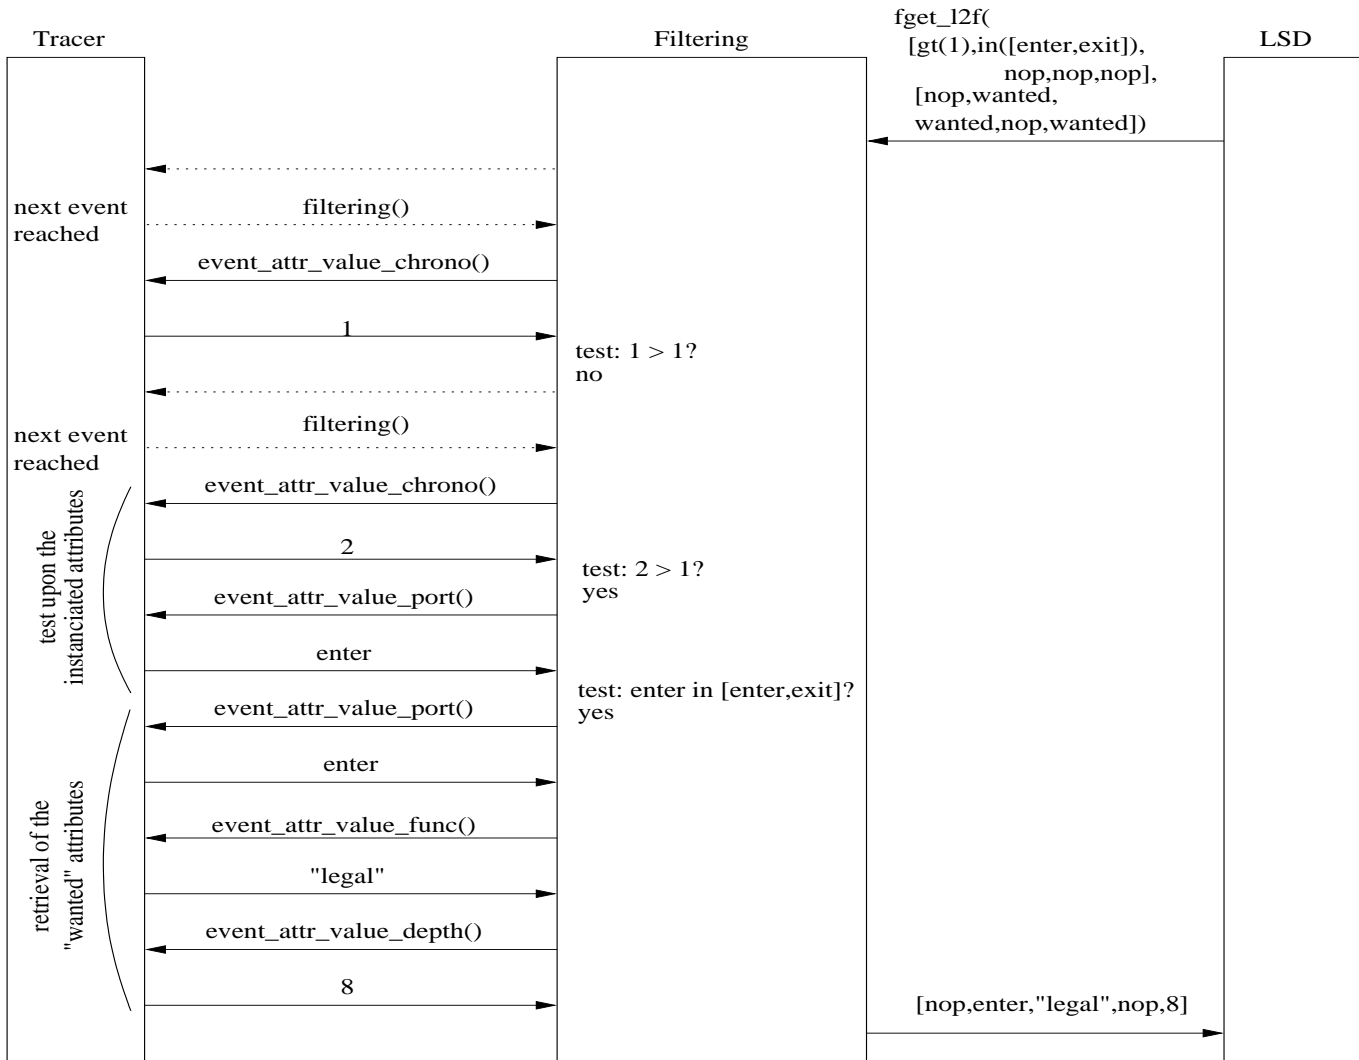 Tracer
Filtering
fget_l2f(
[gt(1),in([enter,exit]),
nop,nop,nop],
[nop,wanted,
wanted,nop,wanted])
LSD
next event
reached
filtering()
event_attr_value_chrono()
1
test: 1 > 1?
no
next event
reached
filtering()
event_attr_value_chrono()
2
test: 2 > 1?
yes
event_attr_value_port()
enter
test: enter in [enter,exit]?
yes
test upon the
instanciated attributes
event_attr_value_port()
enter
event_attr_value_func()
"legal"
event_attr_value_depth()
8
retrieval of the
"wanted" attributes
[nop,enter,"legal",nop,8]